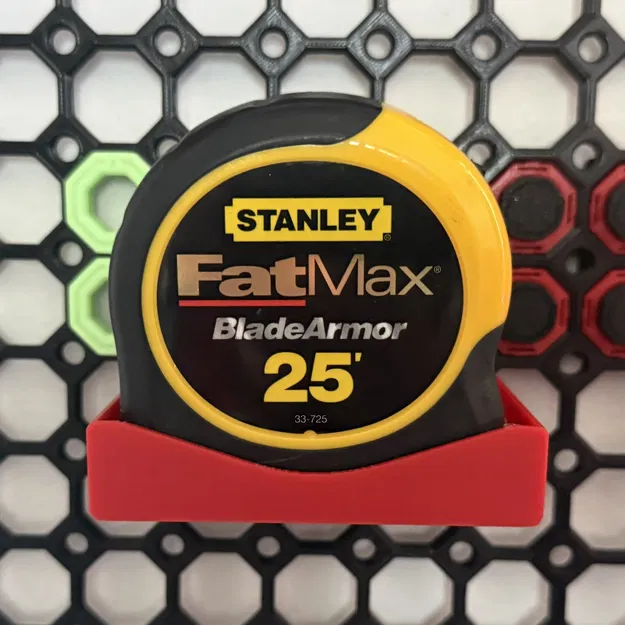 STANLEY®
FatMax®
BladeArmor
25'
33-725